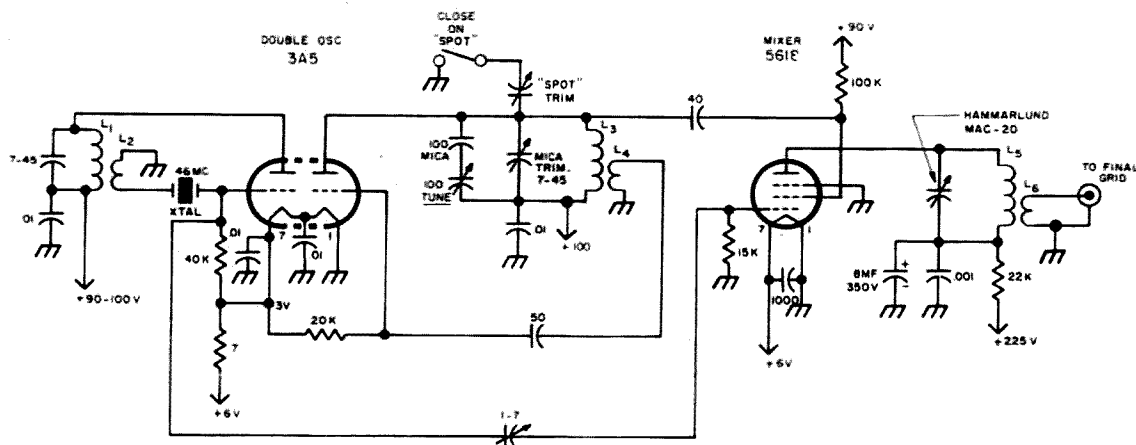 DOUBLE OSC
3A5
CLOSE
ON
"SPOT"
"SPOT"
TRIM
MIXER
5618
+90V
100K
40
HAMMARLUND
MAC-20
L1
L2
7-45
.01
+90-100V
46MC
XTAL
40K
.01
7
.01
1
3V
7
+6V
20K
50
100
MICA
100
TUNE
MICA
TRIM.
7-45
L3
L4
.01
+100
1-7
15K
7
1
1000
+6V
L5
L6
TO FINAL
GRID
8MF
350V
+
-
.001
22K
+225V